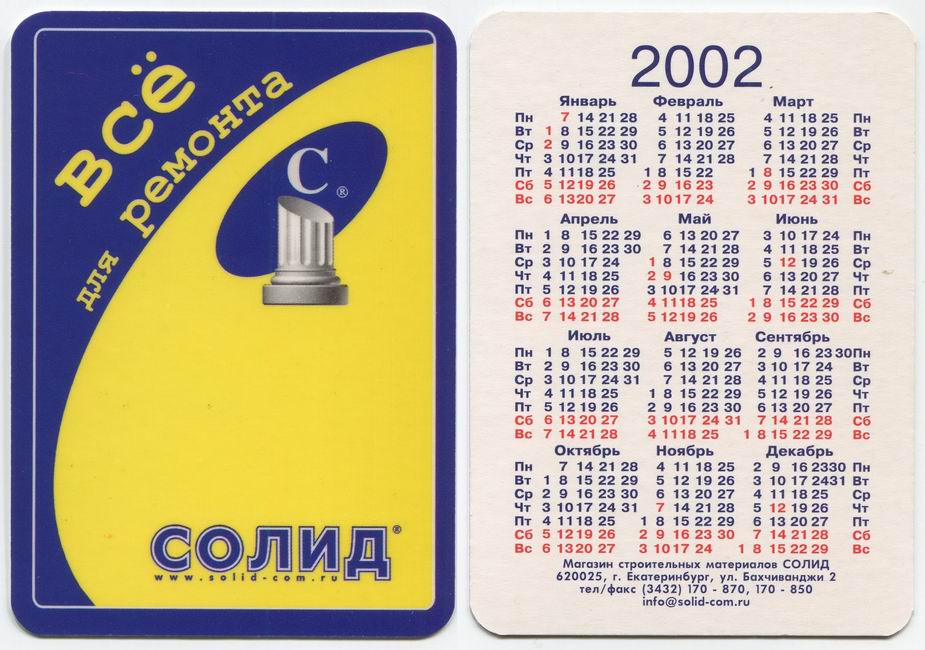 Всё
для ремонта
С
®
СОЛИД®
www.solid-com.ru
2002
Январь Февраль Март
Пн 7 14 21 28 4 11 18 25 4 11 18 25 Пн
Вт 1 8 15 22 29 5 12 19 26 5 12 19 26 Вт
Ср 2 9 16 23 30 6 13 20 27 6 13 20 27 Ср
Чт 3 10 17 24 31 7 14 21 28 7 14 21 28 Чт
Пт 4 11 18 25 1 8 15 22 1 8 15 22 29 Пт
Сб 5 12 19 26 2 9 16 23 2 9 16 23 30 Сб
Вс 6 13 20 27 3 10 17 24 3 10 17 24 31 Вс
Апрель Май Июнь
Пн 1 8 15 22 29 6 13 20 27 3 10 17 24 Пн
Вт 2 9 16 23 30 7 14 21 28 4 11 18 25 Вт
Ср 3 10 17 24 1 8 15 22 29 5 12 19 26 Ср
Чт 4 11 18 25 2 9 16 23 30 6 13 20 27 Чт
Пт 5 12 19 26 3 10 17 24 31 7 14 21 28 Пт
Сб 6 13 20 27 4 11 18 25 1 8 15 22 29 Сб
Вс 7 14 21 28 5 12 19 26 2 9 16 23 30 Вс
Июль Август Сентябрь
Пн 1 8 15 22 29 5 12 19 26 2 9 16 23 30 Пн
Вт 2 9 16 23 30 6 13 20 27 3 10 17 24 Вт
Ср 3 10 17 24 31 7 14 21 28 4 11 18 25 Ср
Чт 4 11 18 25 1 8 15 22 29 5 12 19 26 Чт
Пт 5 12 19 26 2 9 16 23 30 6 13 20 27 Пт
Сб 6 13 20 27 3 10 17 24 31 7 14 21 28 Сб
Вс 7 14 21 28 4 11 18 25 1 8 15 22 29 Вс
Октябрь Ноябрь Декабрь
Пн 7 14 21 28 4 11 18 25 2 9 16 23 30 Пн
Вт 1 8 15 22 29 5 12 19 26 3 10 17 24 31 Вт
Ср 2 9 16 23 30 6 13 20 27 4 11 18 25 Ср
Чт 3 10 17 24 31 7 14 21 28 5 12 19 26 Чт
Пт 4 11 18 25 1 8 15 22 29 6 13 20 27 Пт
Сб 5 12 19 26 2 9 16 23 30 7 14 21 28 Сб
Вс 6 13 20 27 3 10 17 24 1 8 15 22 29 Вс
Магазин строительных материалов СОЛИД
620025, г. Екатеринбург, ул. Бахчиванджи 2
тел/факс (3432) 170 - 870, 170 - 850
info@solid-com.ru